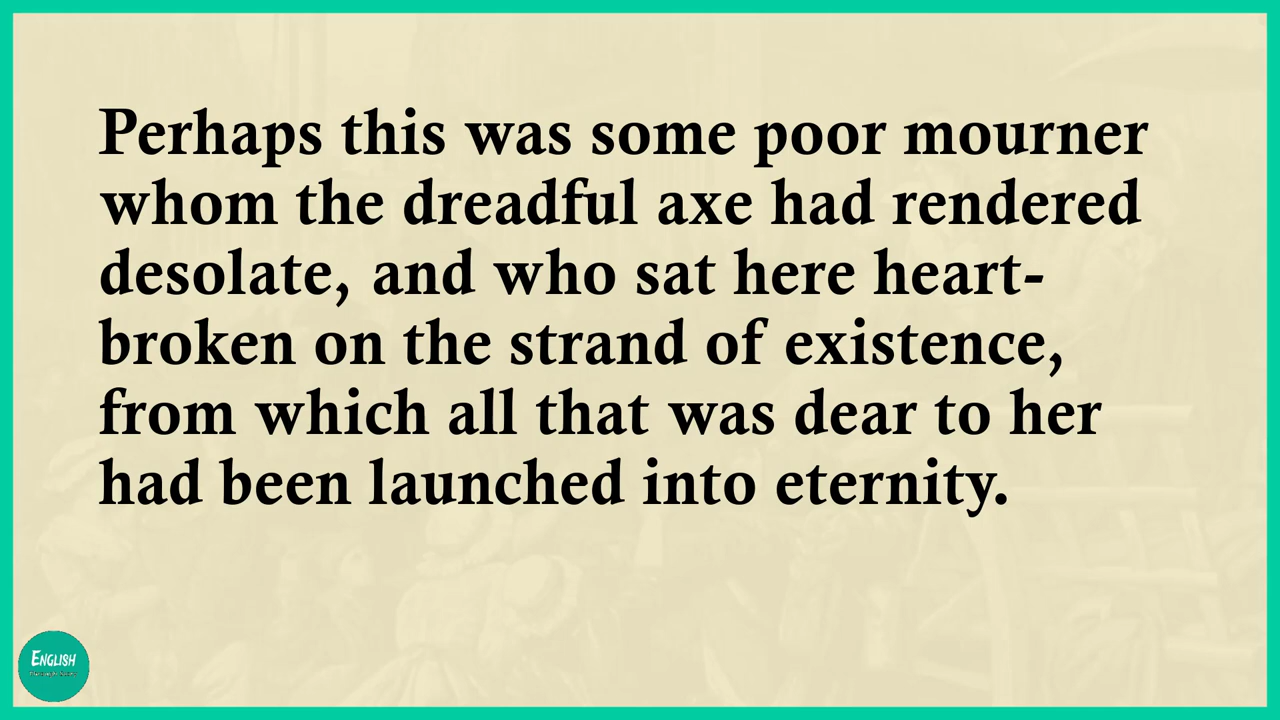 Perhaps this was some poor mourner
whom the dreadful axe had rendered
desolate, and who sat here heart-
broken on the strand of existence,
from which all that was dear to her
had been launched into eternity.
ENGLISH